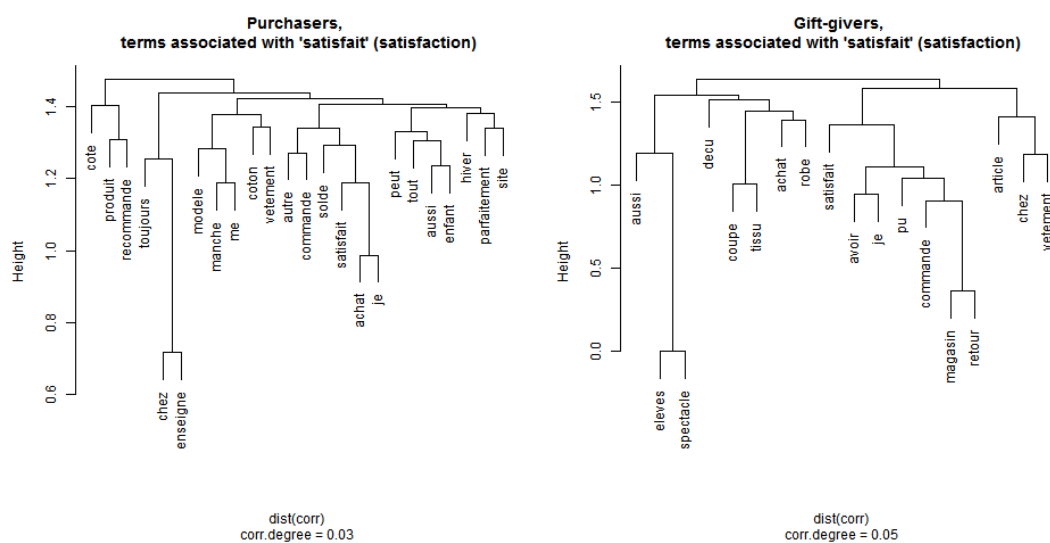 Purchasers,
terms associated with 'satisfait' (satisfaction)
Height
1.4
1.2
1.0
0.8
0.6
cote
produit
recommande
toujours
chez
enseigne
modele
manche
me
coton
vetement
autre
commande
solde
satisfait
achat
je
peut
tout
aussi
enfant
hiver
parfaitement
site
dist(corr)
corr.degree = 0.03
Gift-givers,
terms associated with 'satisfait' (satisfaction)
Height
1.5
1.0
0.5
0.0
aussi
eleves
spectacle
decu
coupe
tissu
achat
robe
satisfait
avoir
je
pu
commande
magasin
retour
article
chez
vetement
dist(corr)
corr.degree = 0.05